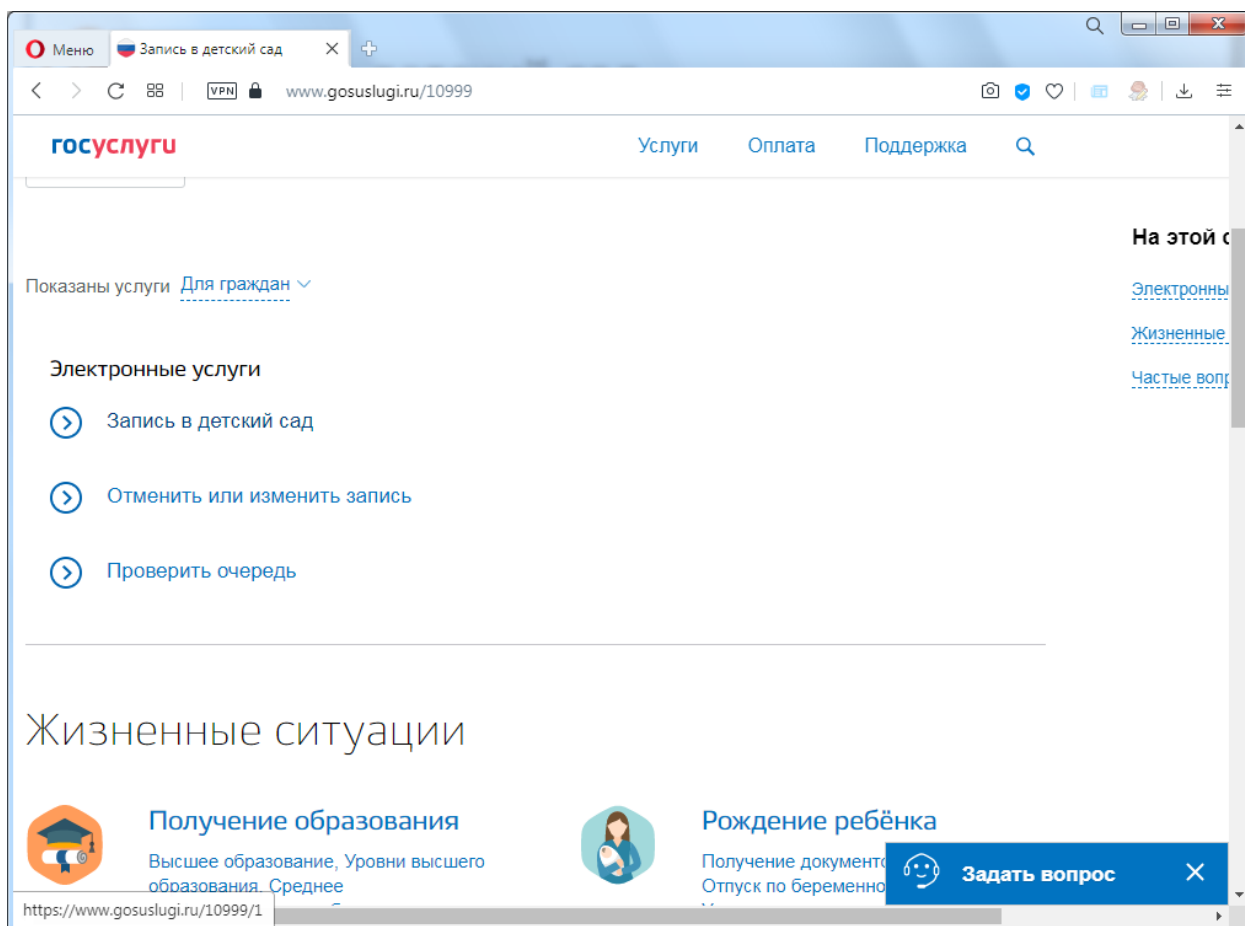 Меню
Запись в детский сад
VPN
www.gosuslugi.ru/10999
госуслуги
Услуги Оплата Поддержка
На этой с
Показаны услуги Для граждан
Электронны
Жизненные
Частые вопр
Электронные услуги
Запись в детский сад
Отменить или изменить запись
Проверить очередь
Жизненные ситуации
Получение образования
Высшее образование, Уровни высшего
образования, Среднее
Рождение ребёнка
Получение документо
Отпуск по беременно
Задать вопрос
https://www.gosuslugi.ru/10999/1